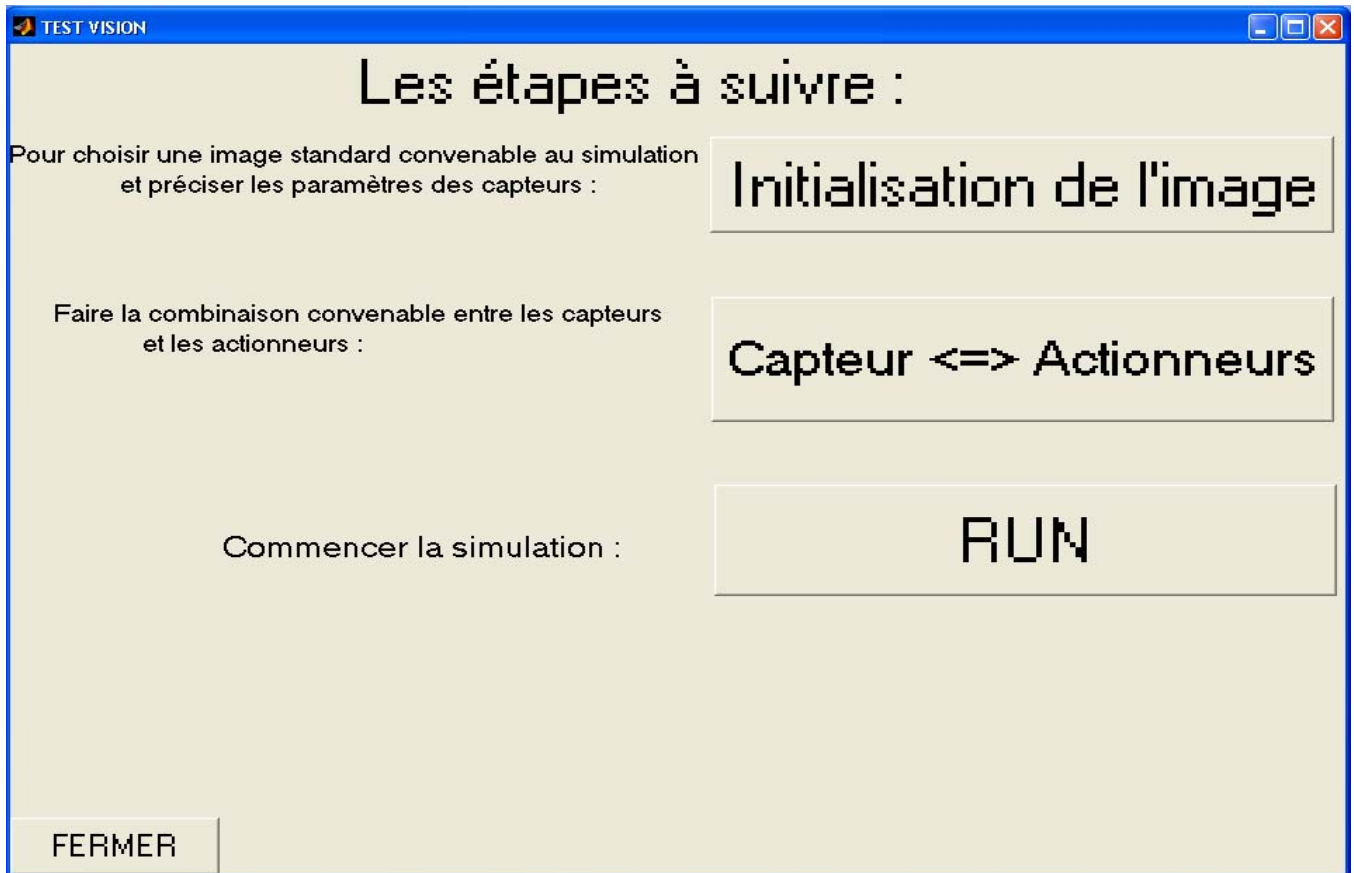 TEST VISION
Les étapes à suivre :
Pour choisir une image standard convenable au simulation
et préciser les paramètres des capteurs :
Initialisation de l'image
Faire la combinaison convenable entre les capteurs
et les actionneurs :
Capteur <=> Actionneurs
Commencer la simulation :
RUN
FERMER